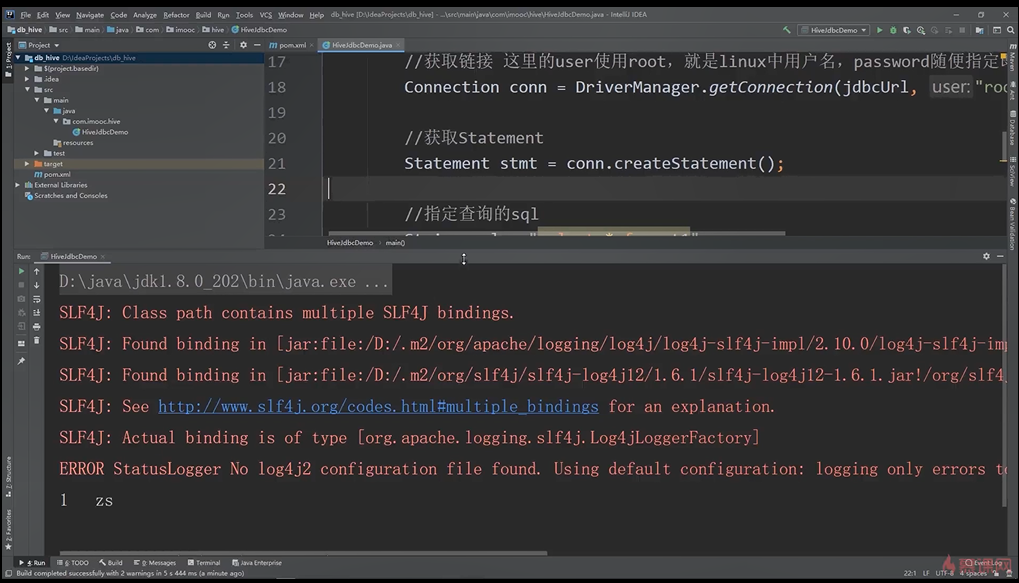 File Edit View Navigate Code Analyze Refactor Build Run Tools VCS Window Help db_hive [D:\IdeaProjects\db_hive] - ...\src\main\java\com\imooc\hive\HiveJdbcDemo.java - IntelliJ IDEA
db_hive src main java com imooc hive HiveJdbcDemo HiveJdbcDemo
Project pom.xml HiveJdbcDemo.java
db_hive D:\IdeaProjects\db_hive
${project.basedir}
.idea
src
main
java
com.imooc.hive
HiveJdbcDemo
resources
test
target
pom.xml
External Libraries
Scratches and Consoles
17 //获取链接 这里的user使用root，就是linux中用户名，password随便指定
18 Connection conn = DriverManager.getConnection(jdbcUrl, user: "roo
19
20 //获取Statement
21 Statement stmt = conn.createStatement();
22
23 //指定查询的sql
HiveJdbcDemo main()
1: Project
Maven
Ant
Database
SciView
Bean Validation
Run: HiveJdbcDemo
D:\java\jdk1.8.0_202\bin\java.exe ...
SLF4J: Class path contains multiple SLF4J bindings.
SLF4J: Found binding in [jar:file:/D:/.m2/org/apache/logging/log4j/log4j-slf4j-impl/2.10.0/log4j-slf4j-imp
SLF4J: Found binding in [jar:file:/D:/.m2/org/slf4j/slf4j-log4j12/1.6.1/slf4j-log4j12-1.6.1.jar!/org/slf4
SLF4J: See http://www.slf4j.org/codes.html#multiple_bindings for an explanation.
SLF4J: Actual binding is of type [org.apache.logging.slf4j.Log4jLoggerFactory]
ERROR StatusLogger No log4j2 configuration file found. Using default configuration: logging only errors to
1 zs
Z: Structure
2: Favorites
4: Run 6: TODO Build 0: Messages Terminal Java Enterprise Event Log
Build completed successfully with 2 warnings in 5 s 444 ms (a minute ago) 22:1 LF UTF-8 4 spaces